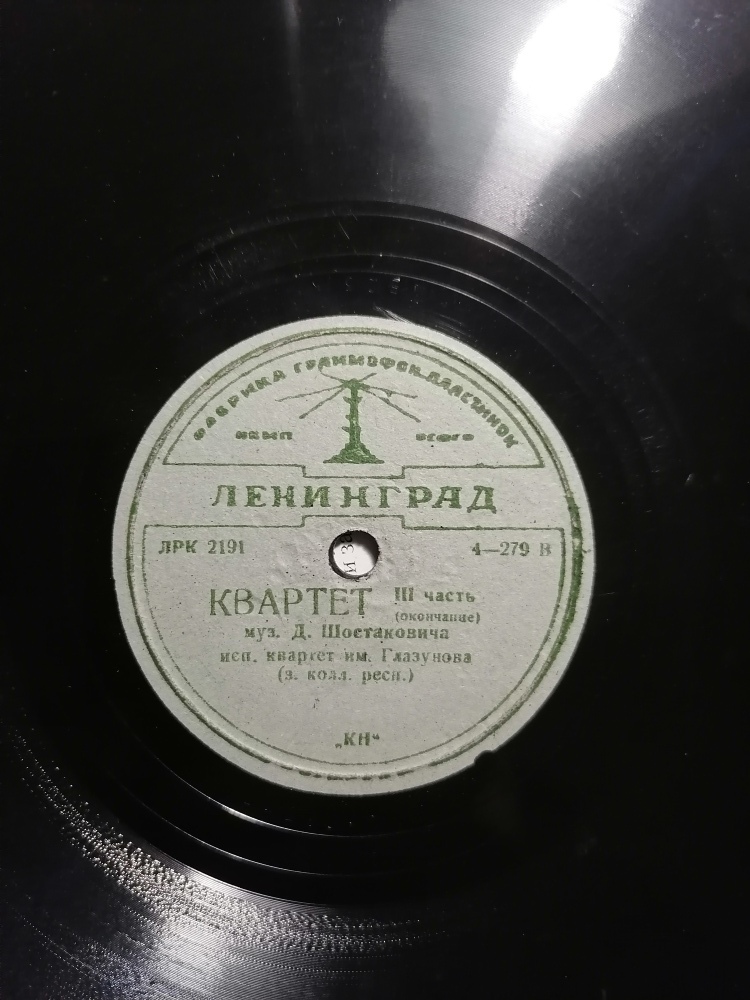 ФАБРИКА ГРАММОФОН.ПЛАСТИНОК
ЛЕНИНГРАД
ЛРК 2191
4—279 В
КВАРТЕТ III часть
(окончание)
муз. Д. Шостаковича
исп. квартет им. Глазунова
(з. колл. респ.)
„КН“